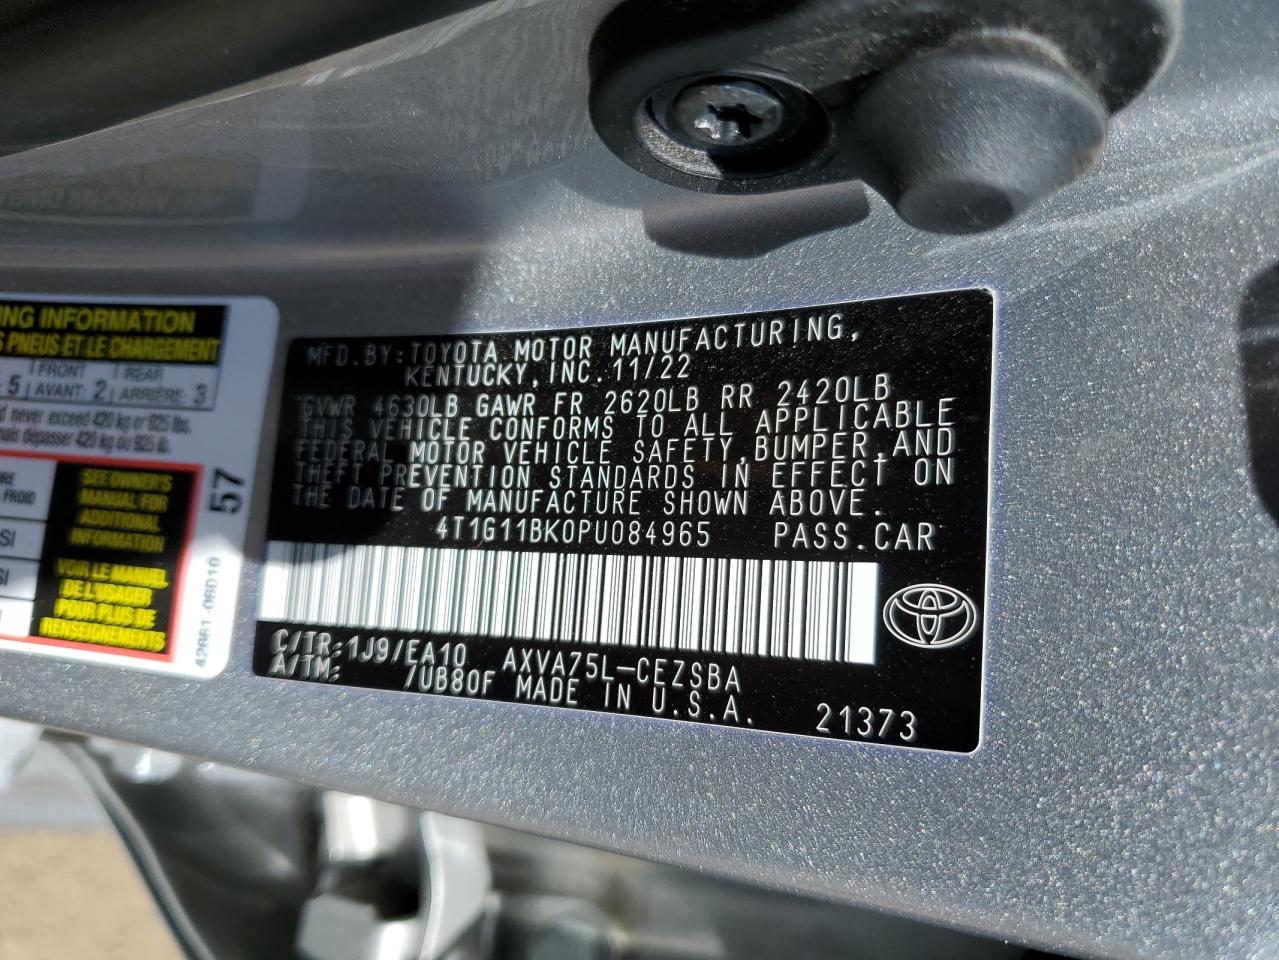 MFD.BY:TOYOTA MOTOR MANUFACTURING,
KENTUCKY,INC.11/22
GVWR 4630LB GAWR FR 2620LB RR 2420LB
THIS VEHICLE CONFORMS TO ALL APPLICABLE
FEDERAL MOTOR VEHICLE SAFETY,BUMPER,AND
THEFT PREVENTION STANDARDS IN EFFECT ON
THE DATE OF MANUFACTURE SHOWN ABOVE.
4T1G11BK0PU084965 PASS.CAR
C/TR:1J9/EA10 AXVA75L-CEZSBA
A/TM: /UB80F MADE IN U.S.A.
21373
INFORMATION
PNEUS ET LE CHARGEMENT
5 FRONT 2 REAR 3
AVANT: ARRIÈRE:
never exceed 420 kg or 925 lbs.
dépasser 420 kg ou 925 lb.
FROID
SEE OWNER'S
MANUAL FOR
ADDITIONAL
INFORMATION
VOIR LE MANUEL
DE L'USAGER
POUR PLUS DE
RENSEIGNEMENTS
57
42661-06D10